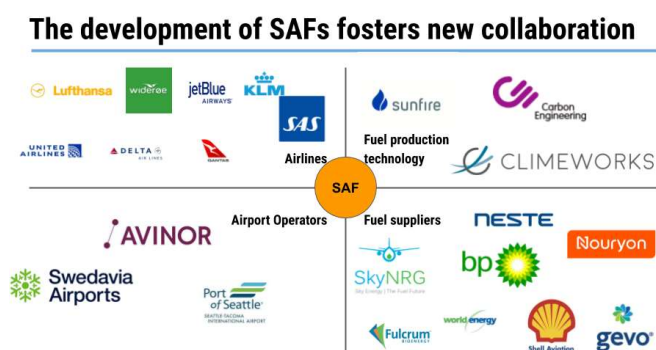 The development of SAFs fosters new collaboration
Lufthansa
widerøe
jetBlue
AIRWAYS
KLM
SAS
UNITED
AIRLINES
DELTA
AIR LINES
QANTAS
Airlines
sunfire
Carbon
Engineering
Fuel production
technology
CLIMEWORKS
SAF
Airport Operators
AVINOR
Swedavia
Airports
Port
of Seattle
SEATTLE-TACOMA
INTERNATIONAL AIRPORT
Fuel suppliers
NESTE
Nouryon
SkyNRG
Sky Energy | The Fuel Future
bp
Fulcrum
BIOENERGY
world energy
Shell Aviation
gevo